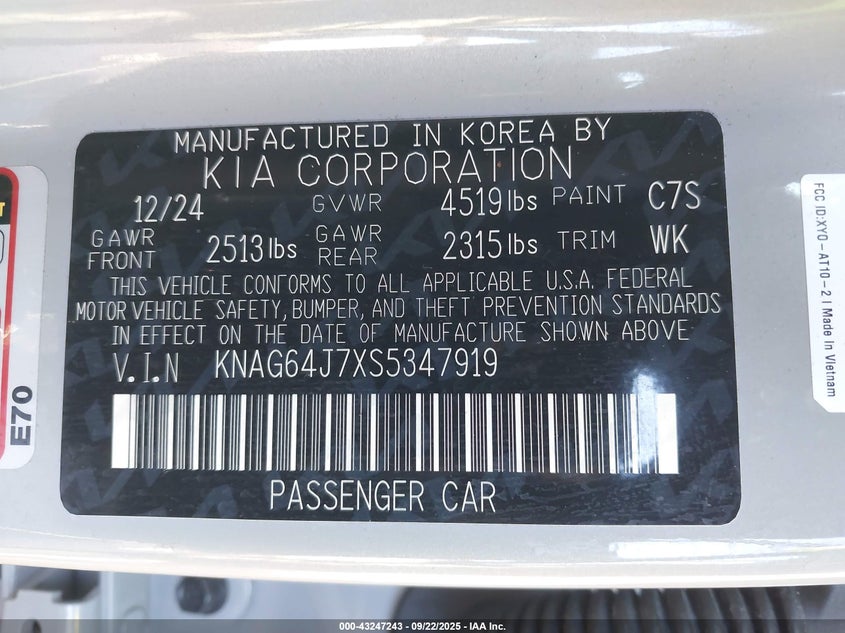 MANUFACTURED IN KOREA BY
KIA CORPORATION
12/24 GVWR 4519 lbs PAINT C7S
GAWR FRONT 2513 lbs GAWR REAR 2315 lbs TRIM WK
THIS VEHICLE CONFORMS TO ALL APPLICABLE U.S.A. FEDERAL
MOTOR VEHICLE SAFETY, BUMPER, AND THEFT PREVENTION STANDARDS
IN EFFECT ON THE DATE OF MANUFACTURE SHOWN ABOVE
V.I.N KNAG64J7XS5347919
PASSENGER CAR
E70
FCC ID:XYO-AT10-2 I Made in Vietnam
000-43247243 - 09/22/2025 - IAA Inc.